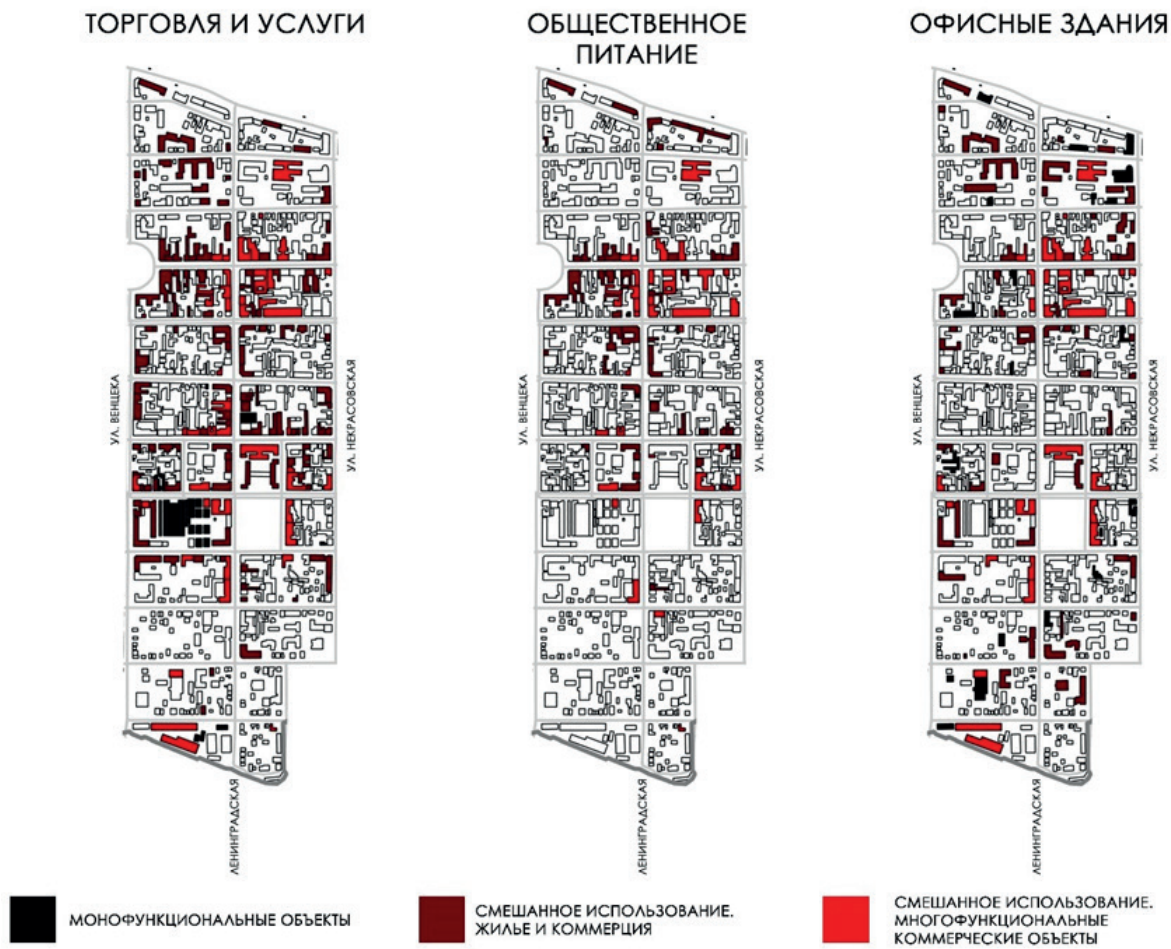 ТОРГОВЛЯ И УСЛУГИ
ОБЩЕСТВЕННОЕ
ПИТАНИЕ
ОФИСНЫЕ ЗДАНИЯ
УЛ. ВЕНЦЕКА
УЛ. НЕКРАСОВСКАЯ
ЛЕНИНГРАДСКАЯ
УЛ. ВЕНЦЕКА
УЛ. НЕКРАСОВСКАЯ
ЛЕНИНГРАДСКАЯ
УЛ. ВЕНЦЕКА
УЛ. НЕКРАСОВСКАЯ
ЛЕНИНГРАДСКАЯ
МОНОФУНКЦИОНАЛЬНЫЕ ОБЪЕКТЫ
СМЕШАННОЕ ИСПОЛЬЗОВАНИЕ.
ЖИЛЬЕ И КОММЕРЦИЯ
СМЕШАННОЕ ИСПОЛЬЗОВАНИЕ.
МНОГОФУНКЦИОНАЛЬНЫЕ
КОММЕРЧЕСКИЕ ОБЪЕКТЫ